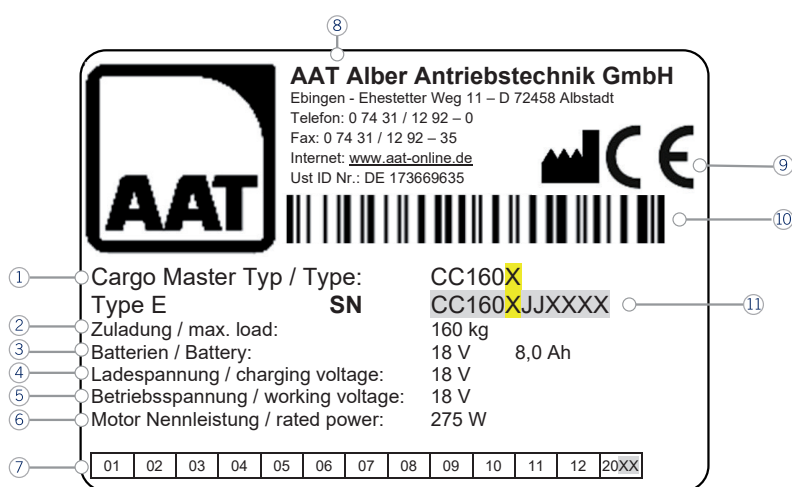 ⑧
AAT Alber Antriebstechnik GmbH
Ebingen - Ehestetter Weg 11 – D 72458 Albstadt
Telefon: 0 74 31 / 12 92 – 0
Fax: 0 74 31 / 12 92 – 35
Internet: www.aat-online.de
Ust ID Nr.: DE 173669635
CE ⑨
AAT
⑩
① Cargo Master Typ / Type: CC160X
Type E SN CC160XJJXXXX ⑪
② Zuladung / max. load: 160 kg
③ Batterien / Battery: 18 V 8,0 Ah
④ Ladespannung / charging voltage: 18 V
⑤ Betriebsspannung / working voltage: 18 V
⑥ Motor Nennleistung / rated power: 275 W
⑦ 01 02 03 04 05 06 07 08 09 10 11 12 20XX